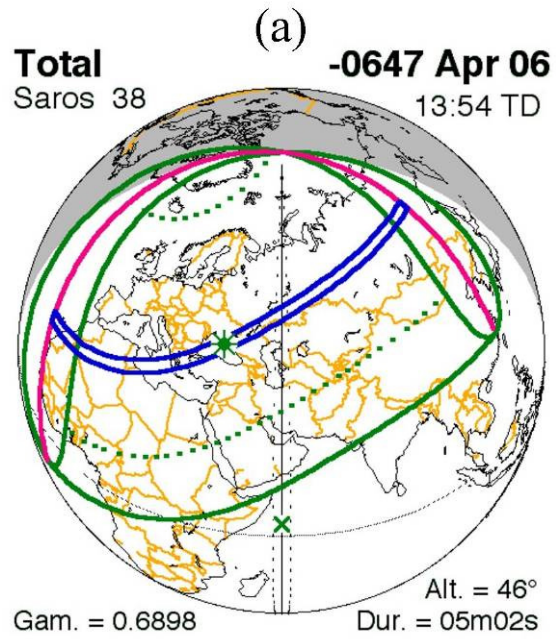 (a)
Total -0647 Apr 06
Saros 38 13:54 TD
Alt. = 46°
Gam. = 0.6898 Dur. = 05m02s